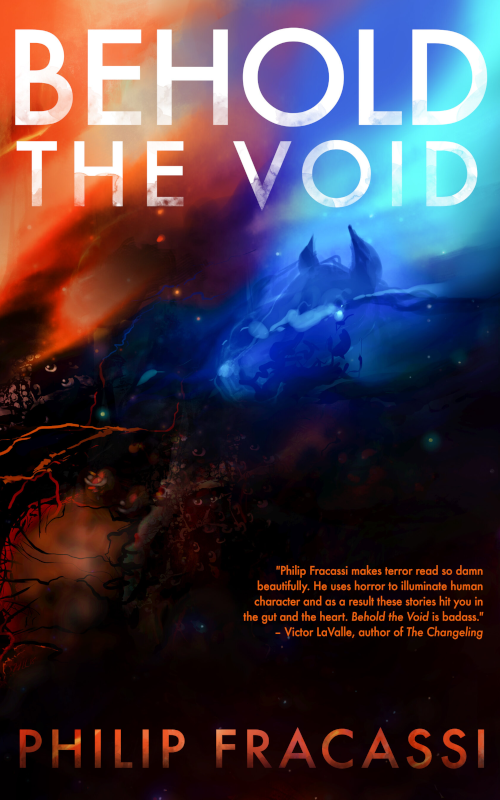 BEHOLD
THE VOID
"Philip Fracassi makes terror read so damn
beautifully. He uses horror to illuminate human
character and as a result these stories hit you in
the gut and the heart. Behold the Void is badass."
– Victor LaValle, author of The Changeling
PHILIP FRACASSI